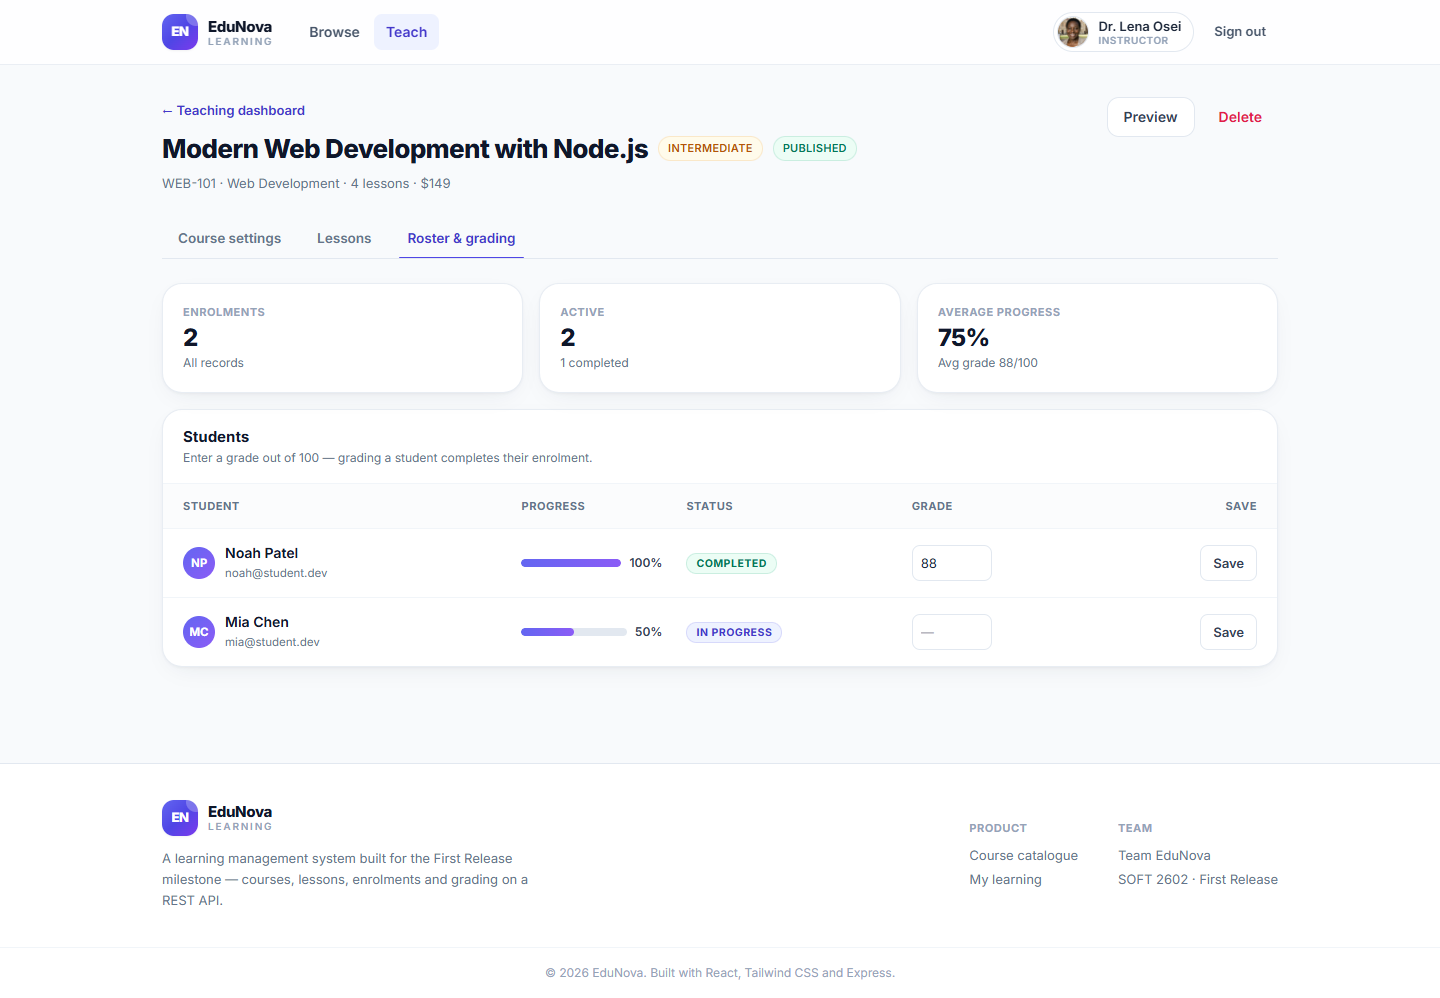 EN
EduNova
LEARNING
Browse
Teach
Dr. Lena Osei
INSTRUCTOR
Sign out
← Teaching dashboard
Preview
Delete
Modern Web Development with Node.js
INTERMEDIATE
PUBLISHED
WEB-101 · Web Development · 4 lessons · $149
Course settings
Lessons
Roster & grading
ENROLMENTS
2
All records
ACTIVE
2
1 completed
AVERAGE PROGRESS
75%
Avg grade 88/100
Students
Enter a grade out of 100 — grading a student completes their enrolment.
STUDENT
PROGRESS
STATUS
GRADE
SAVE
NP
Noah Patel
noah@student.dev
100%
COMPLETED
88
Save
MC
Mia Chen
mia@student.dev
50%
IN PROGRESS
—
Save
EN
EduNova
LEARNING
A learning management system built for the First Release
milestone — courses, lessons, enrolments and grading on a
REST API.
PRODUCT
Course catalogue
My learning
TEAM
Team EduNova
SOFT 2602 · First Release
© 2026 EduNova. Built with React, Tailwind CSS and Express.